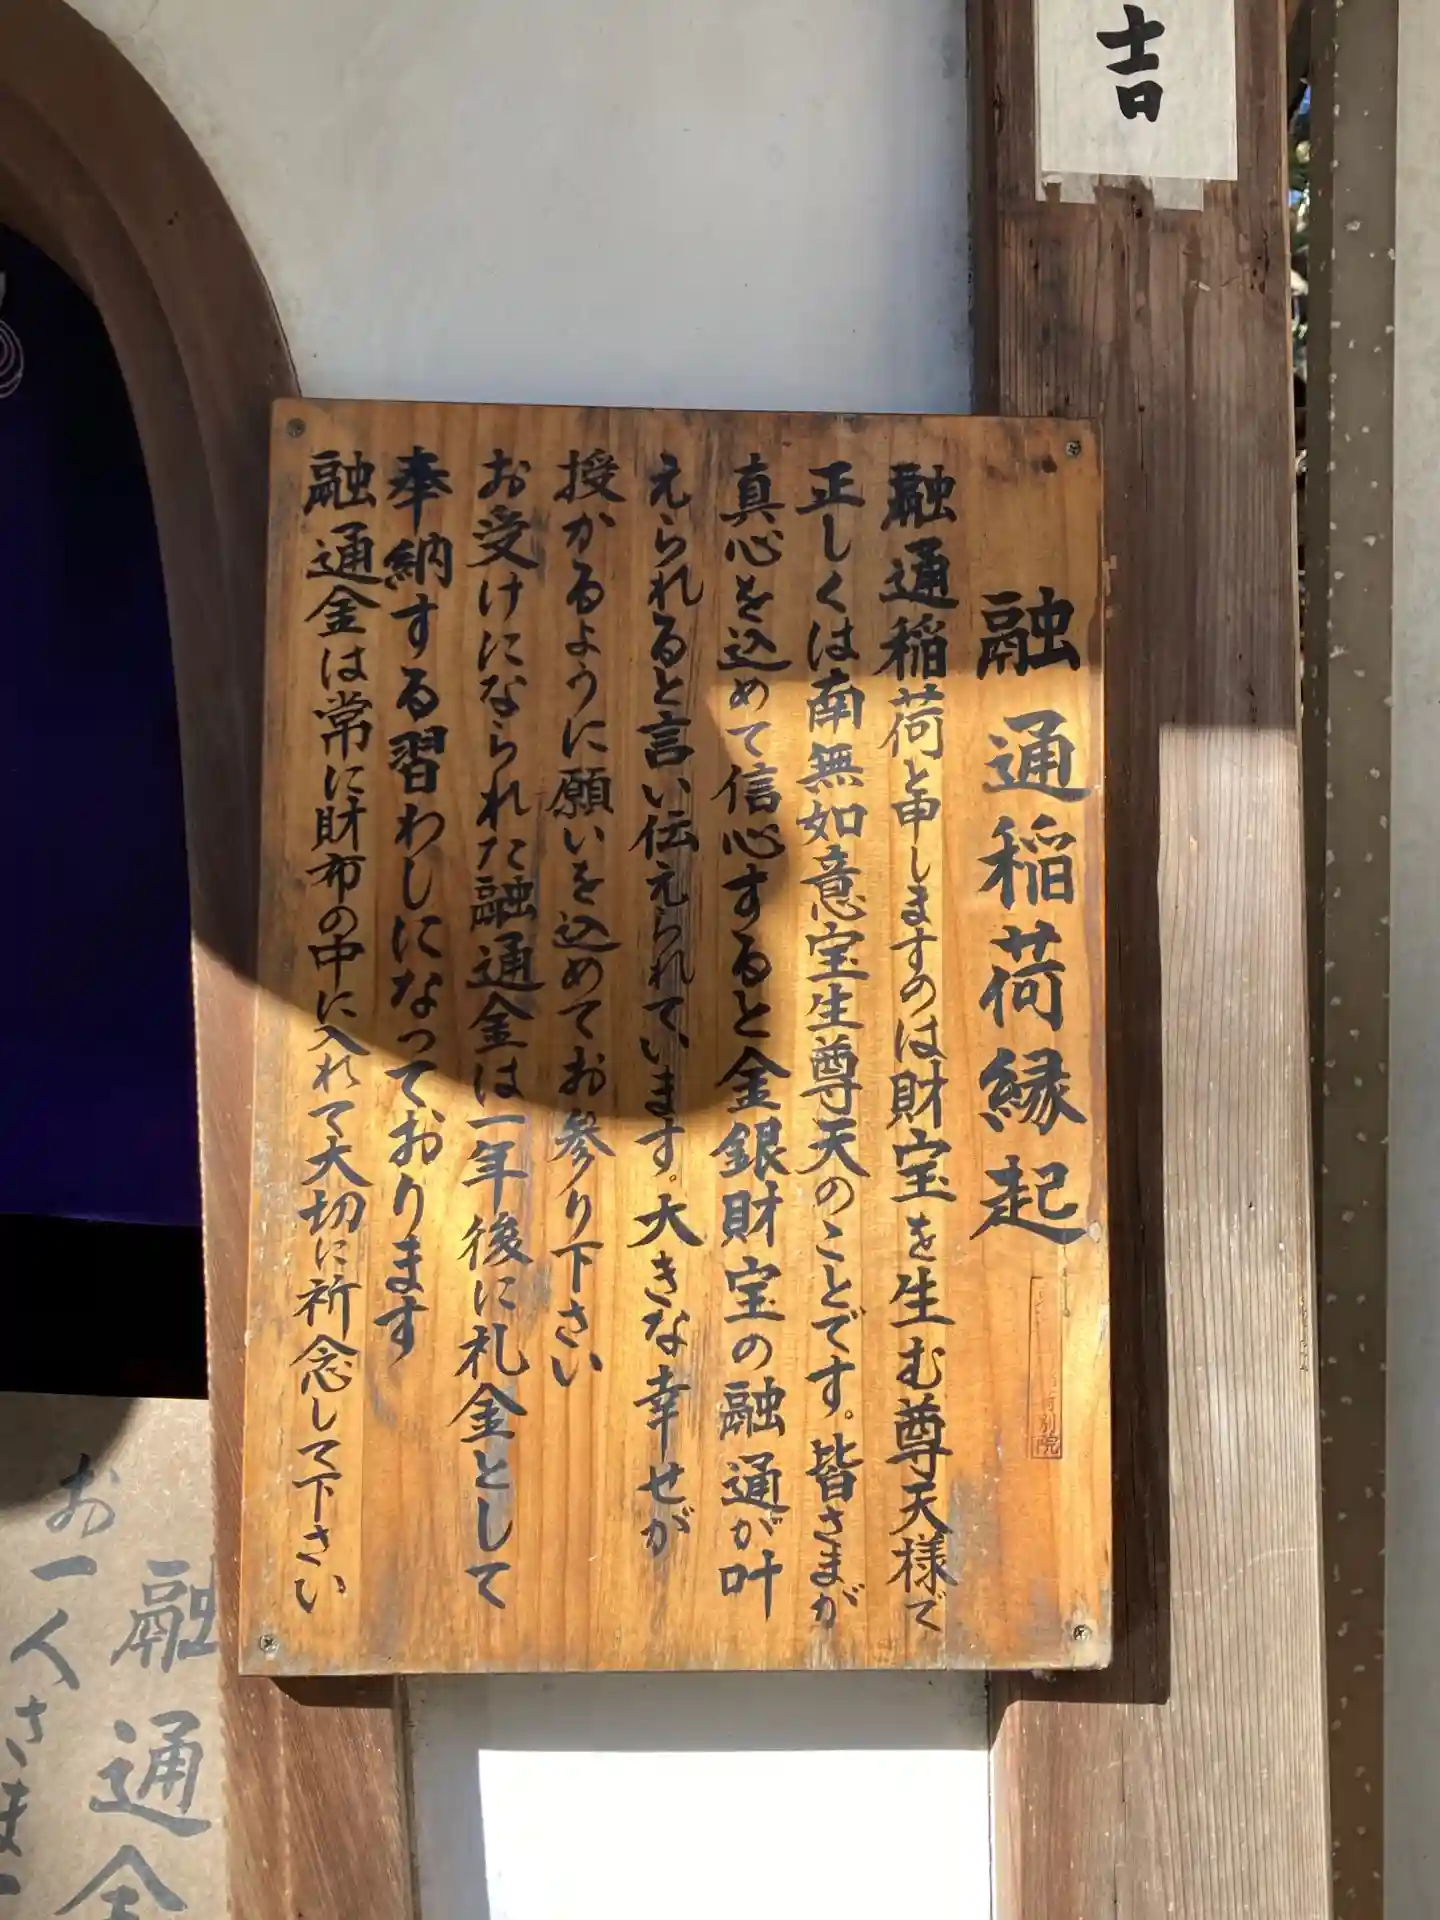 吉
融通稲荷縁起
融通稲荷と申しますのは財宝を生む尊天様で
正しくは南無如意宝生尊天のことです。皆さまが
真心を込めて信心すると金銀財宝の融通が叶
えられると言い伝えられています。大きな幸せが
授かるように願いを込めてお参り下さい
お受けになられた融通金は一年後に礼金として
奉納する習わしになっております
融通金は常に財布の中に入れて大切に祈念して下さい
別院
融通金
お一人さま